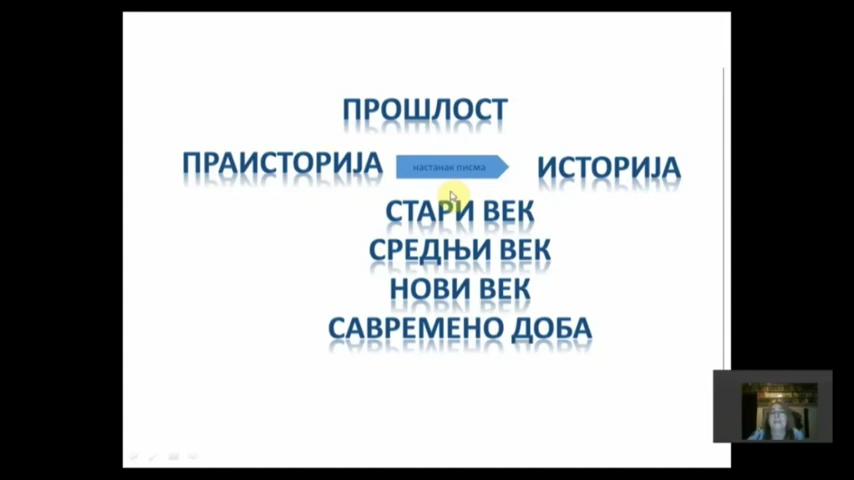 ПРОШЛОСТ
ПРАИСТОРИЈА настанак писма ИСТОРИЈА
СТАРИ ВЕК
СРЕДЊИ ВЕК
НОВИ ВЕК
САВРЕМЕНО ДОБА